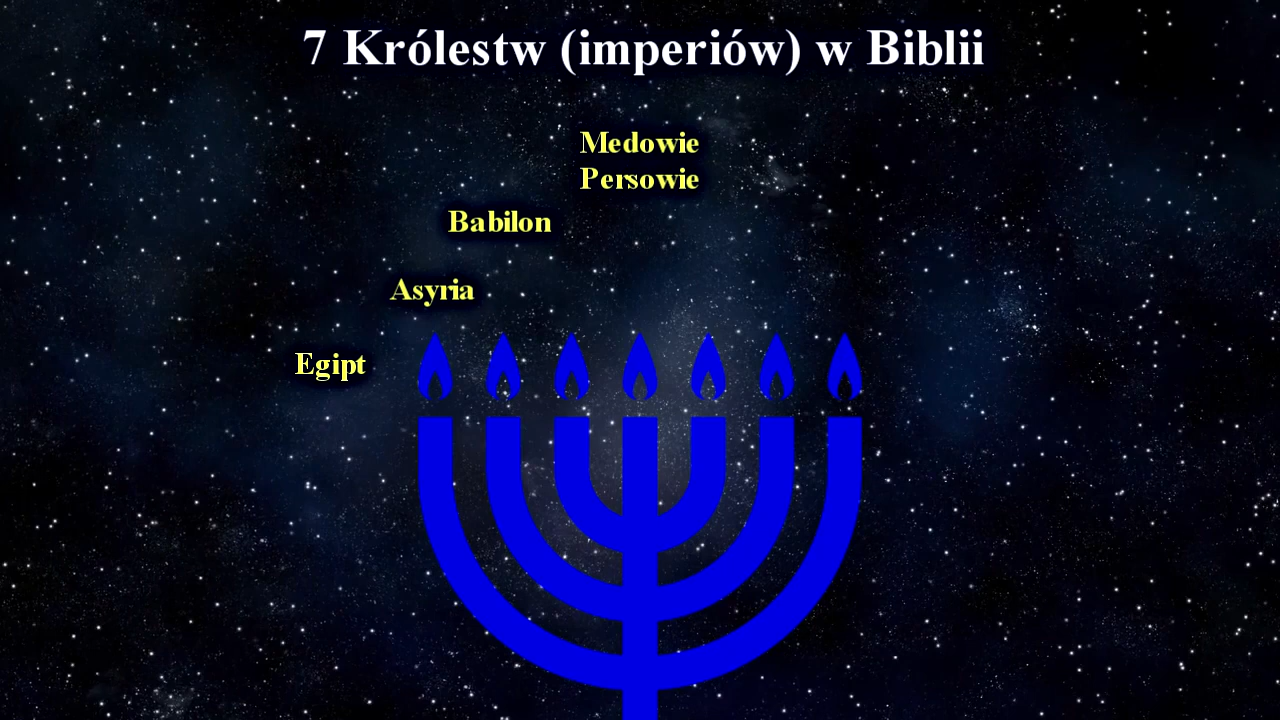 7 Królestw (imperiów) w Biblii
Medowie
Persowie
Babilon
Asyria
Egipt